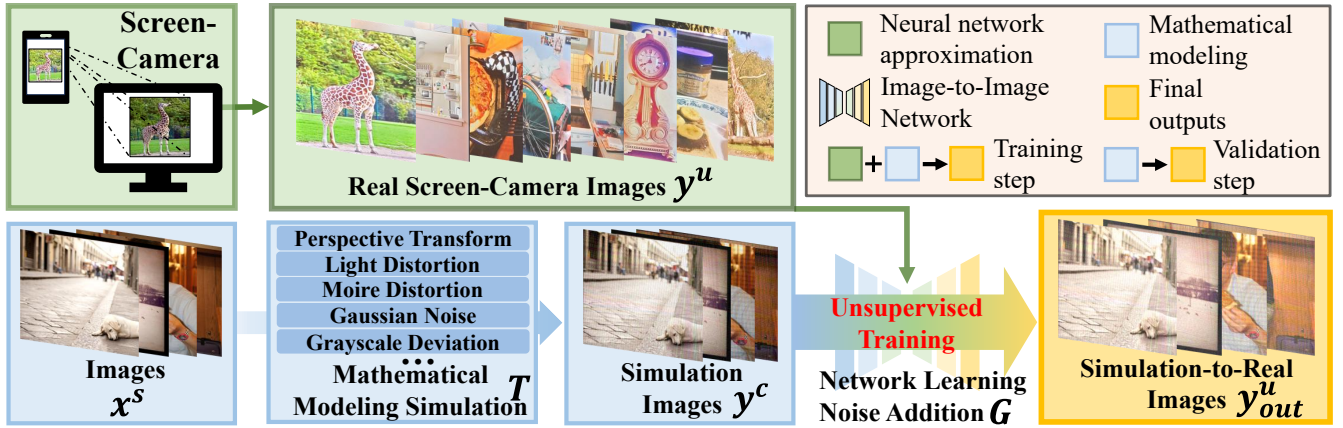 Screen-
Camera
Real Screen-Camera Images y^u
Neural network
approximation
Mathematical
modeling
Image-to-Image
Network
Final
outputs
+
Training
step
Validation
step
Images
x^s
Perspective Transform
Light Distortion
Moire Distortion
Gaussian Noise
Grayscale Deviation
•••
Mathematical
Modeling Simulation T
Simulation
Images y^c
Unsupervised
Training
Network Learning
Noise Addition G
Simulation-to-Real
Images y^u_out